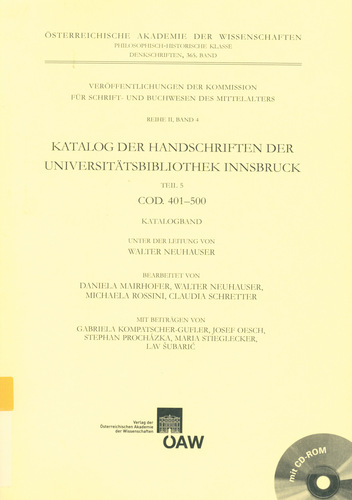 ÖSTERREICHISCHE AKADEMIE DER WISSENSCHAFTEN
PHILOSOPHISCH-HISTORISCHE KLASSE
DENKSCHRIFTEN, 365. BAND
VERÖFFENTLICHUNGEN DER KOMMISSION
FÜR SCHRIFT- UND BUCHWESEN DES MITTELALTERS
REIHE II, BAND 4
KATALOG DER HANDSCHRIFTEN DER
UNIVERSITÄTSBIBLIOTHEK INNSBRUCK
TEIL 5
COD. 401–500
KATALOGBAND
UNTER DER LEITUNG VON
WALTER NEUHAUSER
BEARBEITET VON
DANIELA MAIRHOFER, WALTER NEUHAUSER,
MICHAELA ROSSINI, CLAUDIA SCHRETTER
MIT BEITRÄGEN VON
GABRIELA KOMPATSCHER-GUFLER, JOSEF OESCH,
STEPHAN PROCHÁZKA, MARIA STIEGLECKER,
LAV ŠUBARIĆ
Verlag der
Österreichischen Akademie
der Wissenschaften
ÖAW
mit CD-ROM